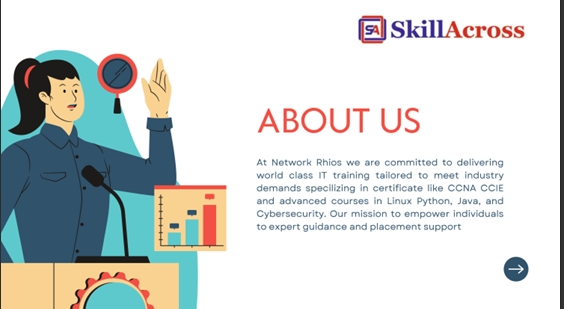 SA SkillAcross
ABOUT US
At Network Rhios we are committed to delivering
world class IT training tailored to meet industry
demands specilizing in certificate like CCNA CCIE
and advanced courses in Linux Python, Java, and
Cybersecurity. Our mission to empower individuals
to expert guidance and placement support